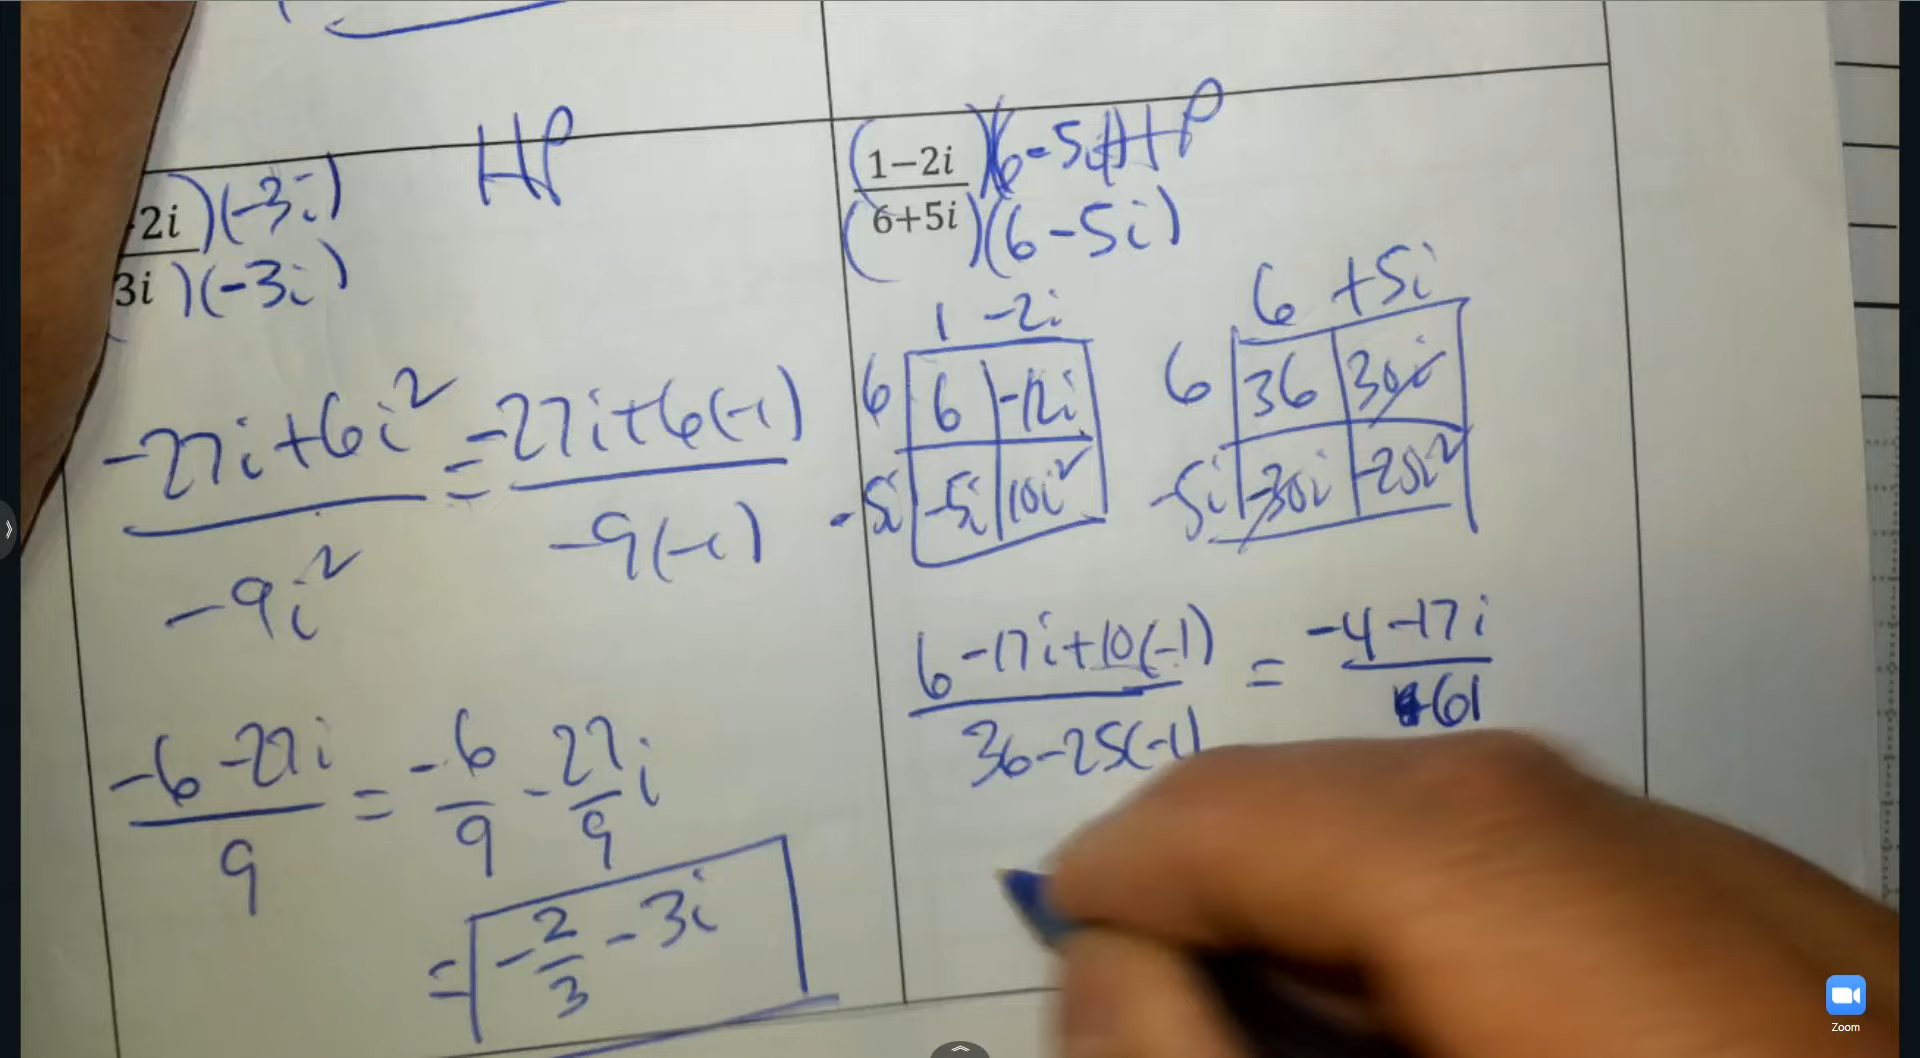 HP
2i )(-3i)
3i )(-3i)
-27i+6i² = -27i+6(-1)
-9i² -9(-1)
-6-27i = -6 - 27 i
9 9 9
= -2 - 3i
3
(1−2i)(6-5i) HP
(6+5i)(6-5i)
1 -2i
6 6 -12i
-5i -5i 10i²
6 +5i
6 36 30i
-5i -30i -25i²
6-17i+10(-1) = -4-17i
36-25(-1) 61
Zoom